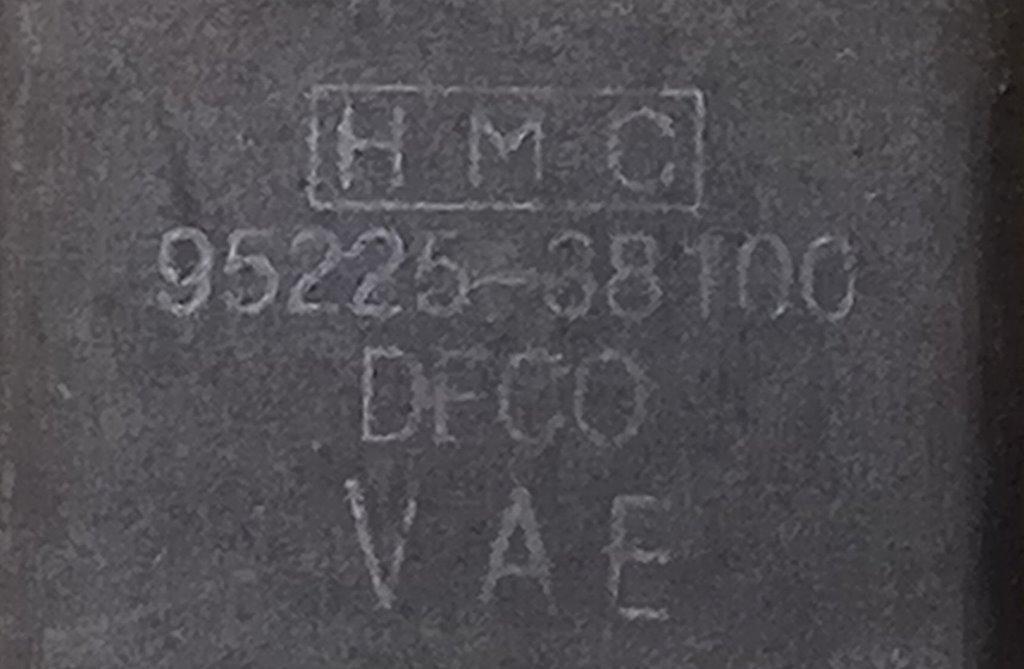 HMC
95225-38100
DFCO
VAE